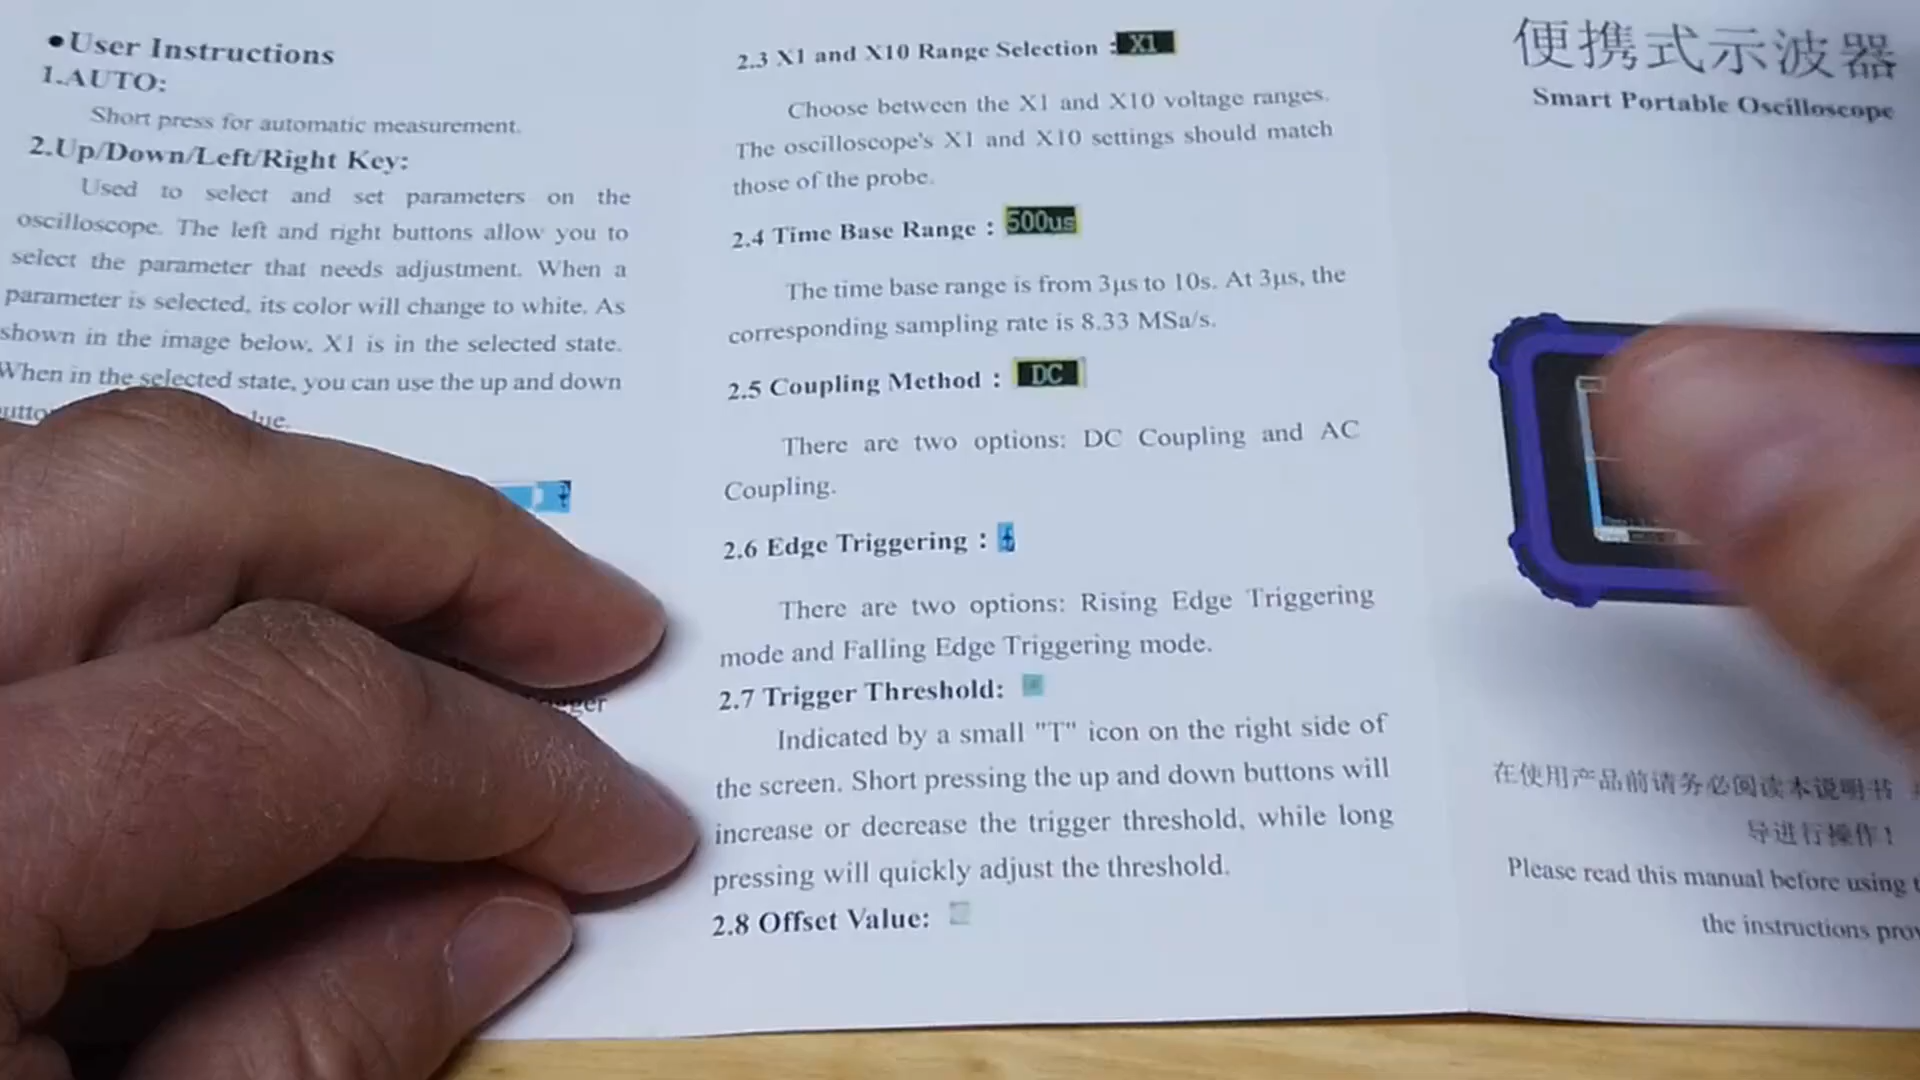 •User Instructions
1.AUTO:
Short press for automatic measurement.
2.Up/Down/Left/Right Key:
Used to select and set parameters on the
oscilloscope. The left and right buttons allow you to
select the parameter that needs adjustment. When a
parameter is selected, its color will change to white. As
shown in the image below, X1 is in the selected state.
When in the selected state, you can use the up and down
2.3 X1 and X10 Range Selection : X1
Choose between the X1 and X10 voltage ranges.
The oscilloscope's X1 and X10 settings should match
those of the probe.
2.4 Time Base Range : 500us
The time base range is from 3μs to 10s. At 3μs, the
corresponding sampling rate is 8.33 MSa/s.
2.5 Coupling Method : DC
There are two options: DC Coupling and AC
Coupling.
2.6 Edge Triggering :
There are two options: Rising Edge Triggering
mode and Falling Edge Triggering mode.
2.7 Trigger Threshold:
Indicated by a small "T" icon on the right side of
the screen. Short pressing the up and down buttons will
increase or decrease the trigger threshold, while long
pressing will quickly adjust the threshold.
2.8 Offset Value:
便携式示波器
Smart Portable Oscilloscope
在使用产品前请务必阅读本说明书
导进行操作！
Please read this manual before using
the instructions